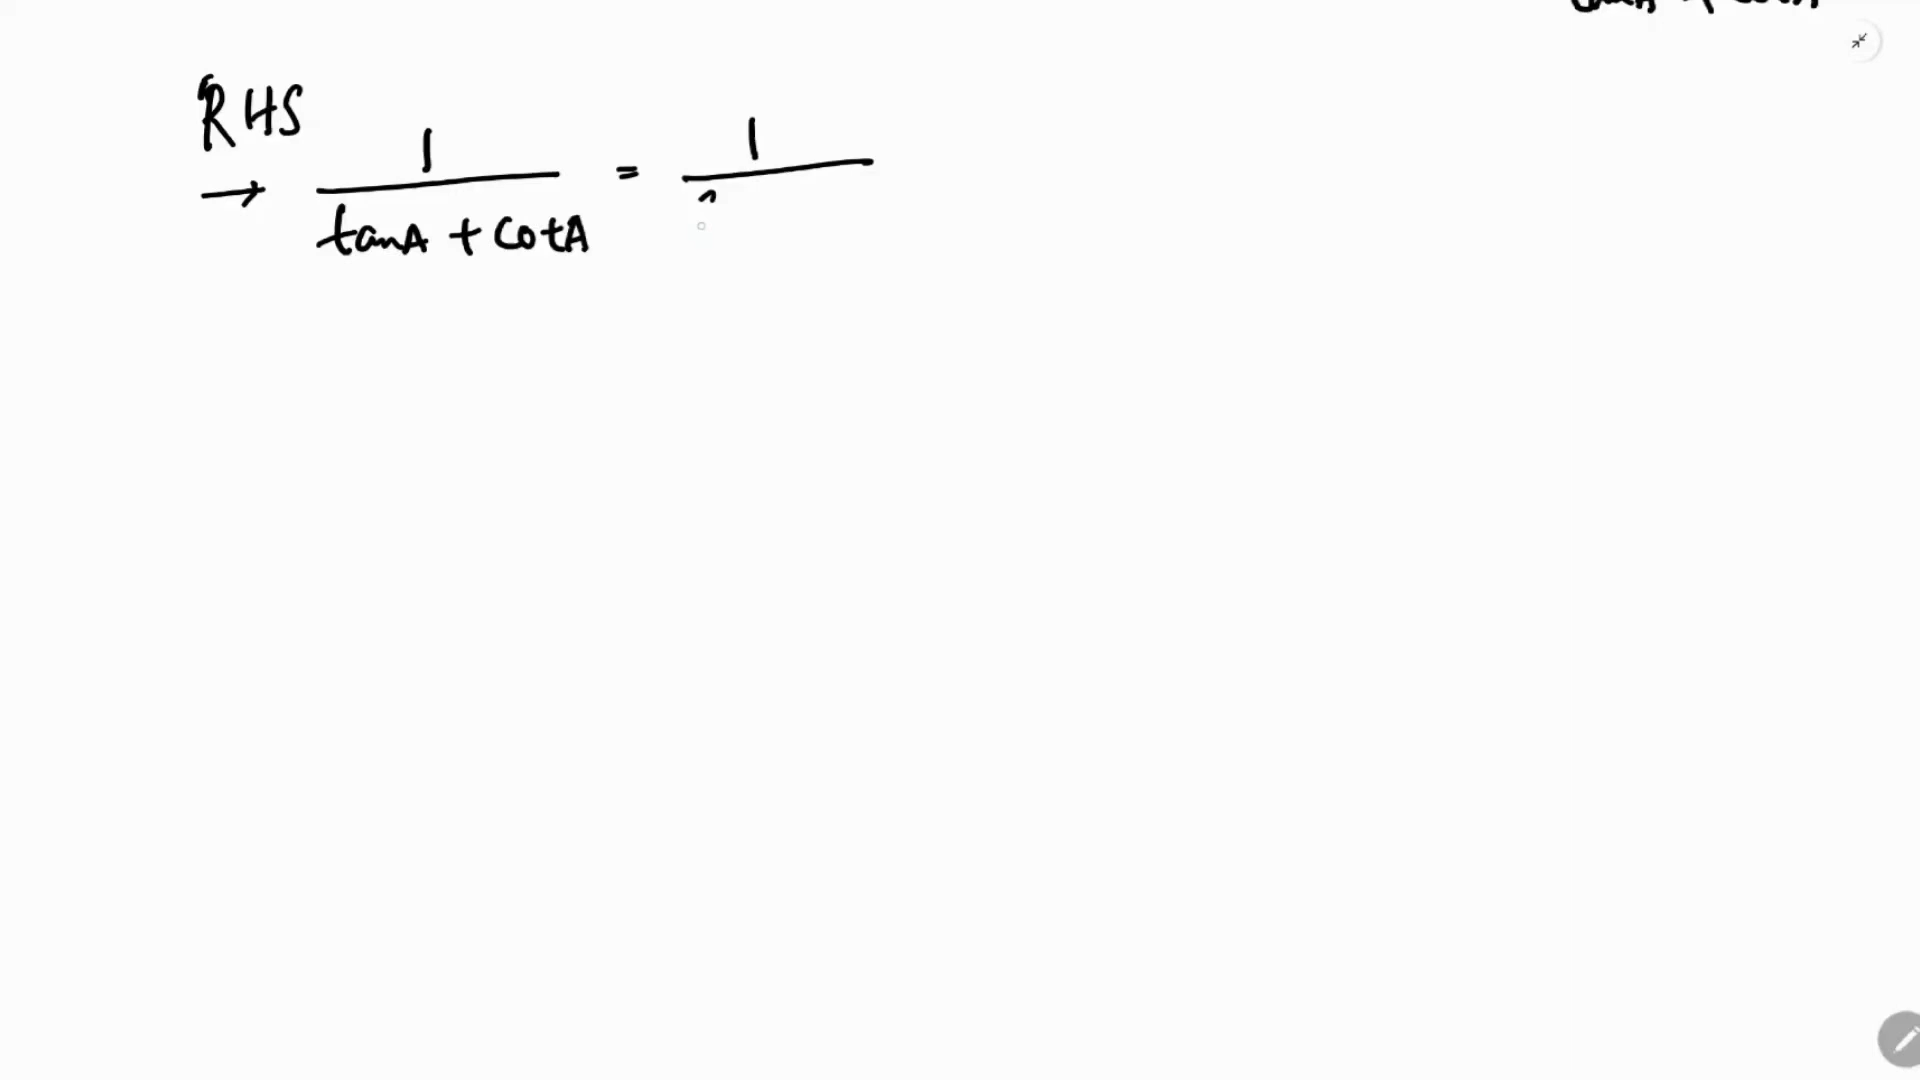 RHS
→ 1/(tanA + cotA) = 1/